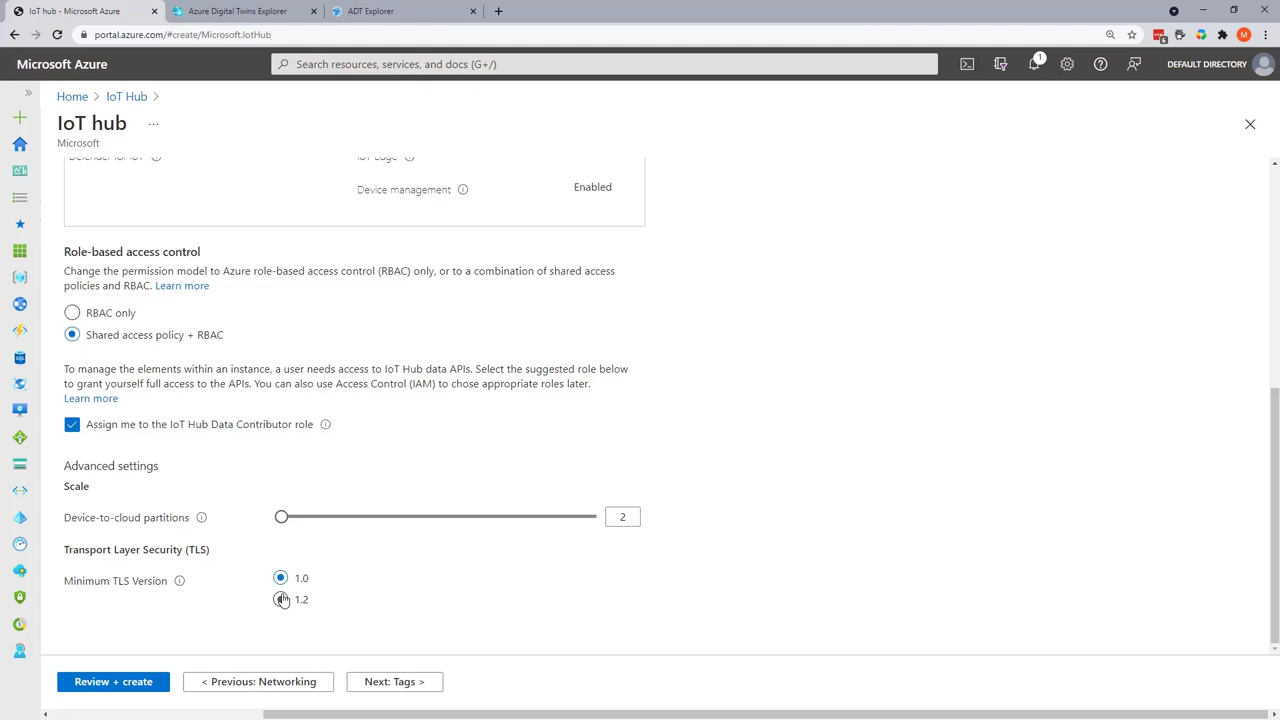 IoT hub - Microsoft Azure
Azure Digital Twins Explorer
ADT Explorer
portal.azure.com/#create/Microsoft.IotHub
6
M
Microsoft Azure
Search resources, services, and docs (G+/)
1
DEFAULT DIRECTORY
Home > IoT Hub >
IoT hub ...
Microsoft
Defender for IoT
IoT Edge
Device management
Enabled
Role-based access control
Change the permission model to Azure role-based access control (RBAC) only, or to a combination of shared access
policies and RBAC. Learn more
RBAC only
Shared access policy + RBAC
To manage the elements within an instance, a user needs access to IoT Hub data APIs. Select the suggested role below
to grant yourself full access to the APIs. You can also use Access Control (IAM) to chose appropriate roles later.
Learn more
Assign me to the IoT Hub Data Contributor role
Advanced settings
Scale
Device-to-cloud partitions
2
Transport Layer Security (TLS)
Minimum TLS Version
1.0
1.2
Review + create
< Previous: Networking
Next: Tags >